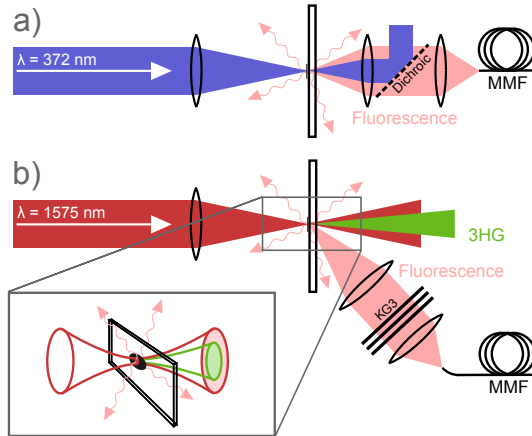 a)
λ = 372 nm
Dichroic
Fluorescence
MMF
b)
λ = 1575 nm
3HG
Fluorescence
KG3
MMF